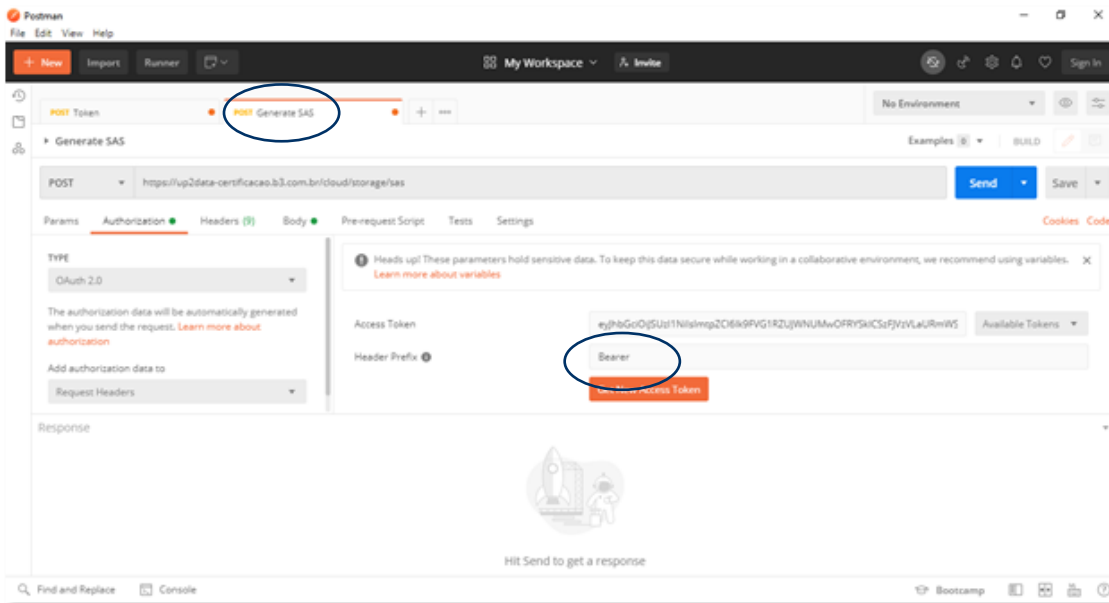 Postman
File Edit View Help
+ New Import Runner My Workspace Invite Sign In
POST Token POST Generate SAS + ••• No Environment
Generate SAS Examples 0 BUILD
POST https://up2data-certificacao.b3.com.br/cloud/storage/sas Send Save
Params Authorization Headers (9) Body Pre-request Script Tests Settings Cookies Code
TYPE
OAuth 2.0
The authorization data will be automatically generated
when you send the request. Learn more about
authorization
Add authorization data to
Request Headers
Heads up! These parameters hold sensitive data. To keep this data secure while working in a collaborative environment, we recommend using variables.
Learn more about variables
Access Token Available Tokens
Header Prefix Bearer
Get New Access Token
Response
Hit Send to get a response
Find and Replace Console Bootcamp